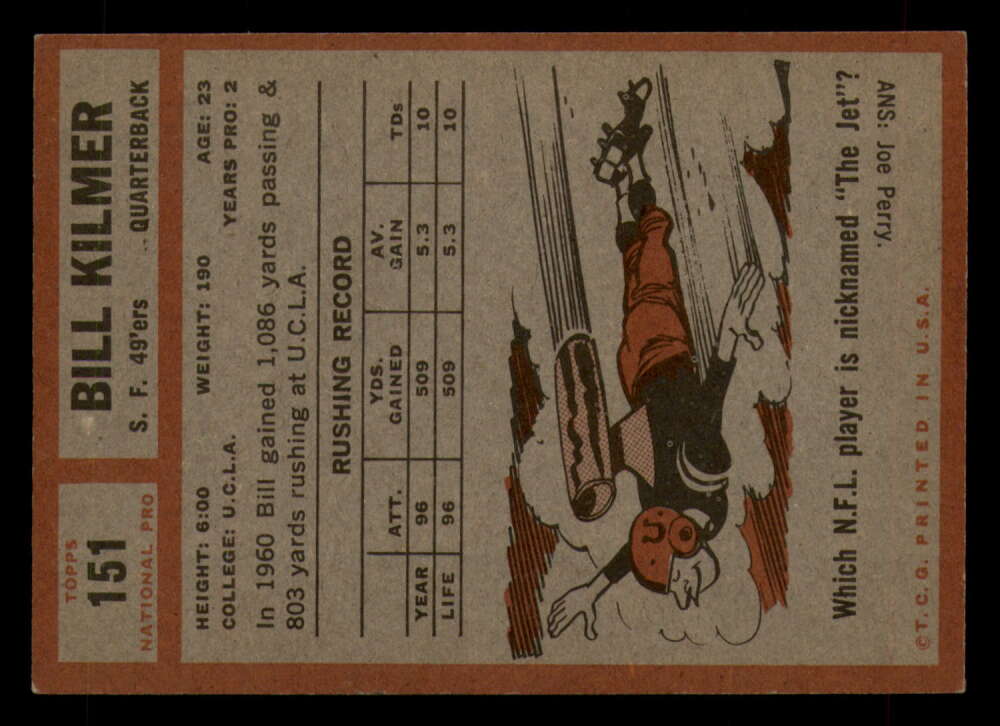 TOPPS
151
NATIONAL PRO
BILL KILMER
S. F. 49'ers QUARTERBACK
HEIGHT: 6:00 WEIGHT: 190 AGE: 23
COLLEGE: U.C.L.A. YEARS PRO: 2
In 1960 Bill gained 1,086 yards passing &
803 yards rushing at U.C.L.A.
RUSHING RECORD
ATT. YDS. GAINED AV. GAIN TDs
YEAR 96 509 5.3 10
LIFE 96 509 5.3 10
Which N.F.L. player is nicknamed "The Jet"?
ANS: Joe Perry.
©T.C.G. PRINTED IN U.S.A.